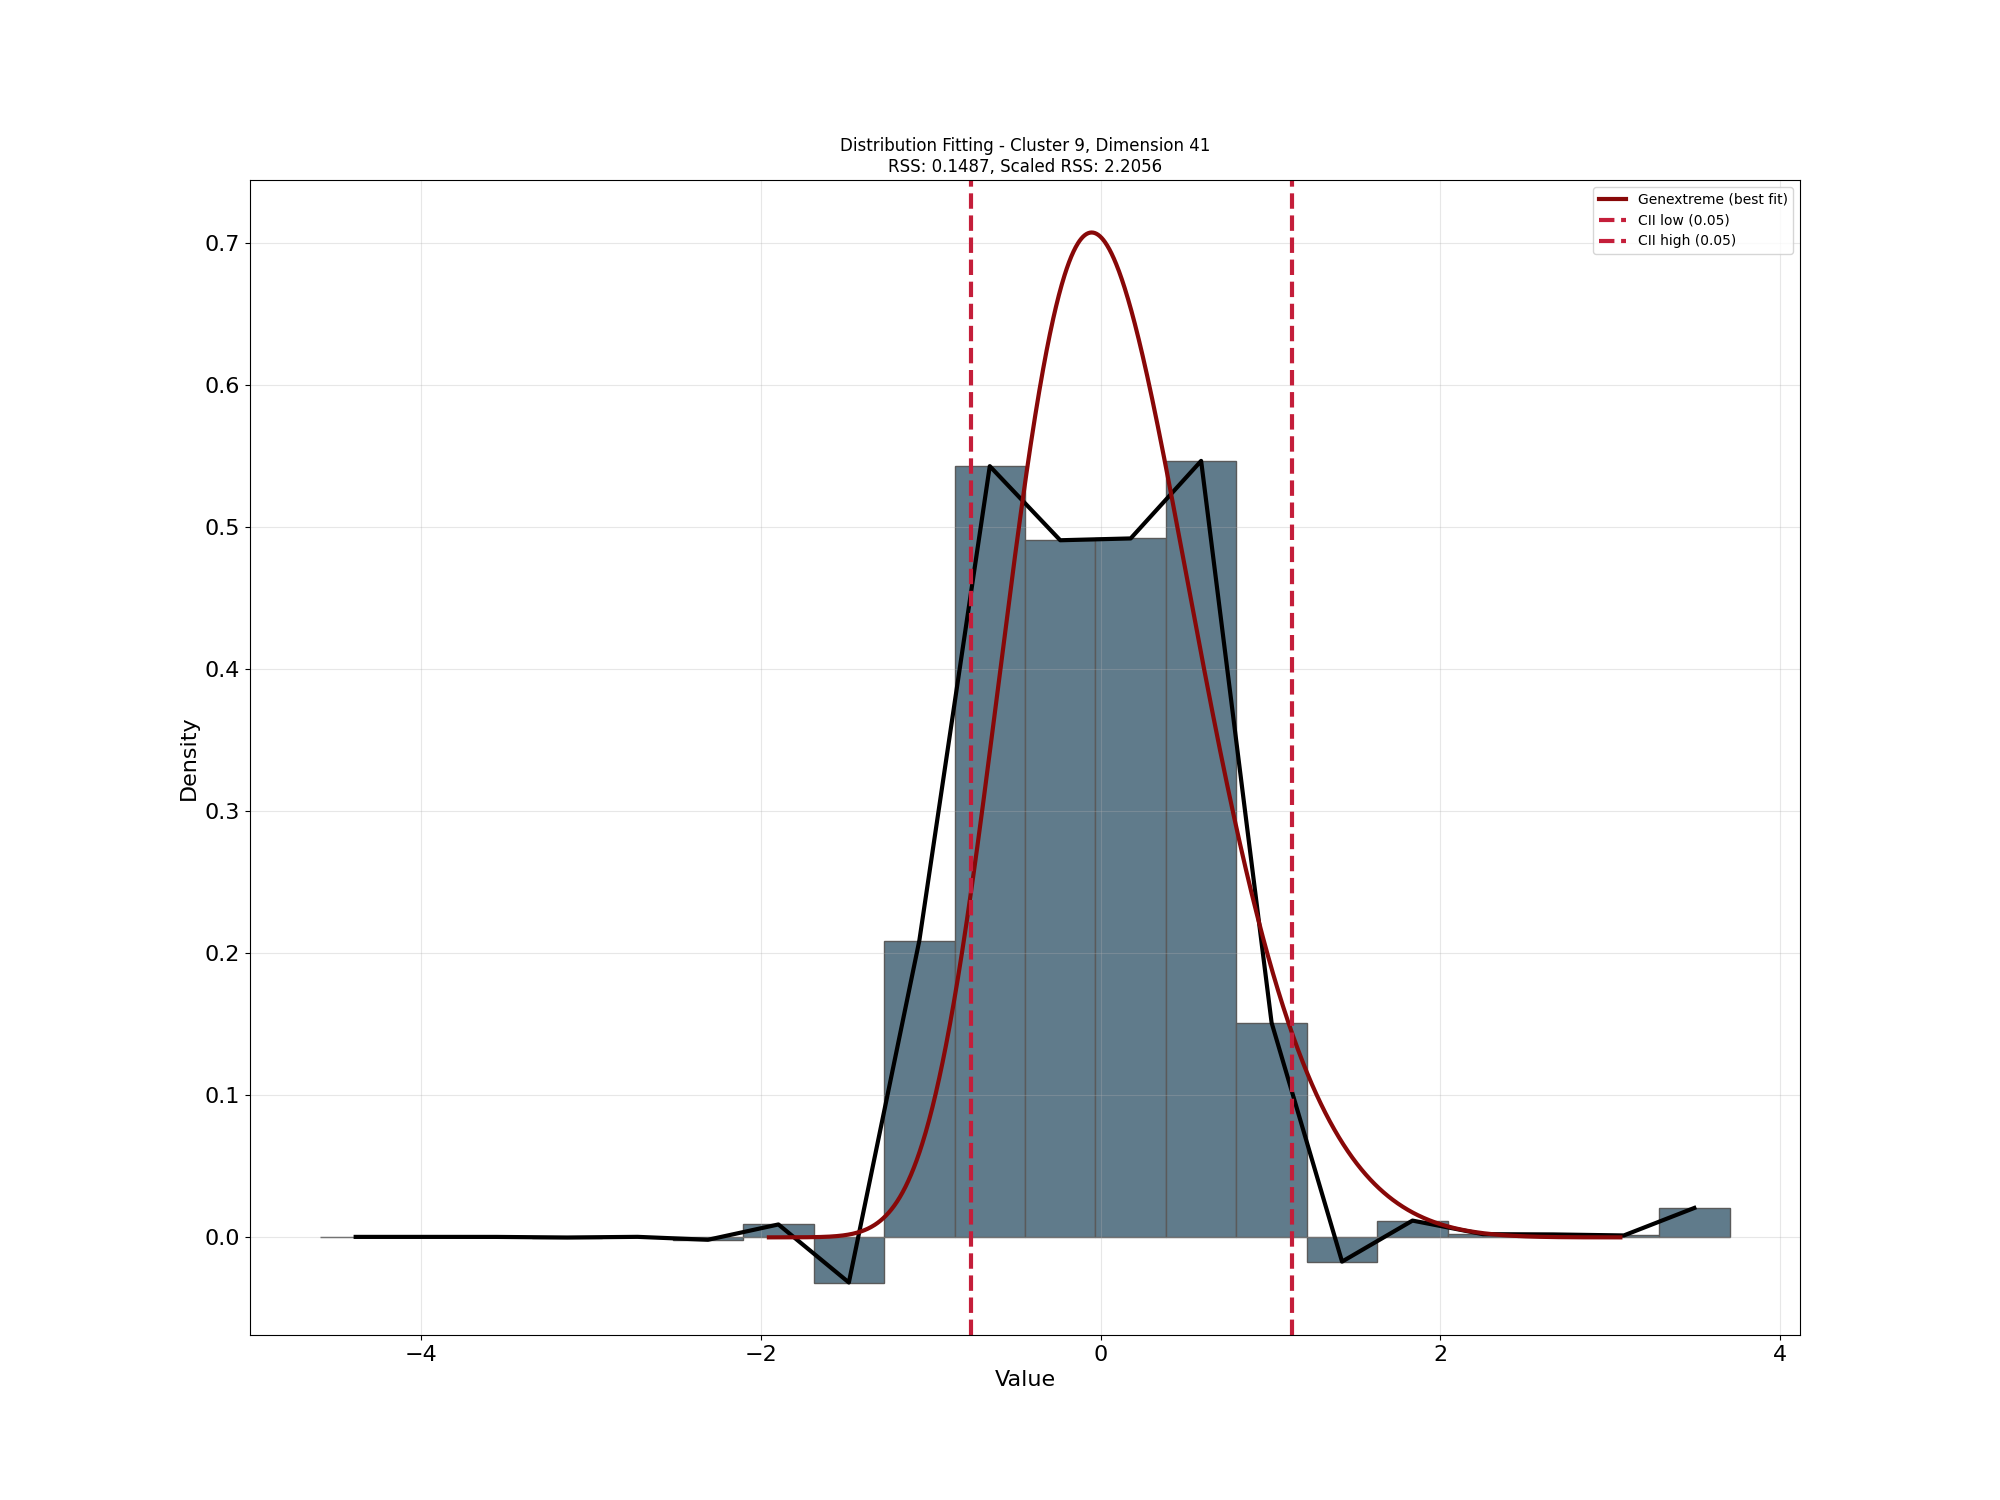 Distribution Fitting - Cluster 9, Dimension 41
RSS: 0.1487, Scaled RSS: 2.2056
Genextreme (best fit)
CII low (0.05)
CII high (0.05)
0.7
0.6
0.5
0.4
0.3
0.2
0.1
0.0
Density
−4
−2
0
2
4
Value